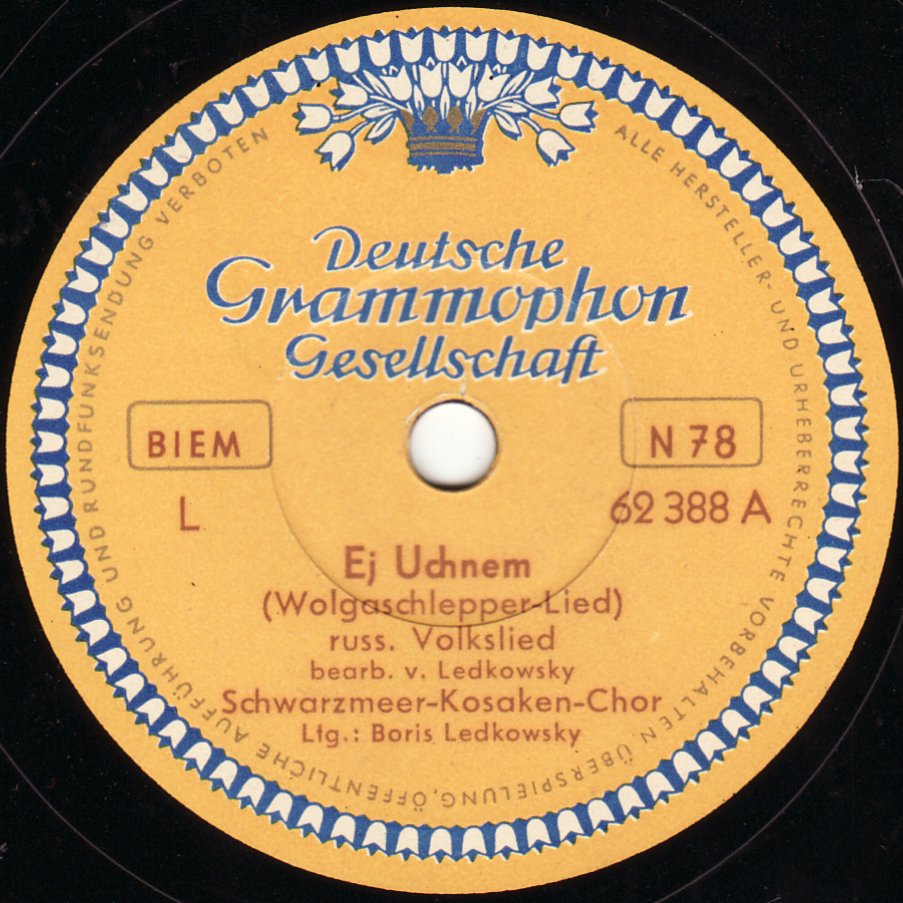 Deutsche
Grammophon
Gesellschaft
BIEM
N 78
L
62 388 A
Ej Uchnem
(Wolgaschlepper-Lied)
russ. Volkslied
bearb. v. Ledkowsky
Schwarzmeer-Kosaken-Chor
Ltg.: Boris Ledkowsky
ALLE HERSTELLER- UND URHEBERRECHTE VORBEHALTEN. ÜBERSPIELUNG, ÖFFENTLICHE AUFFÜHRUNG UND RUNDFUNKSENDUNG VERBOTEN